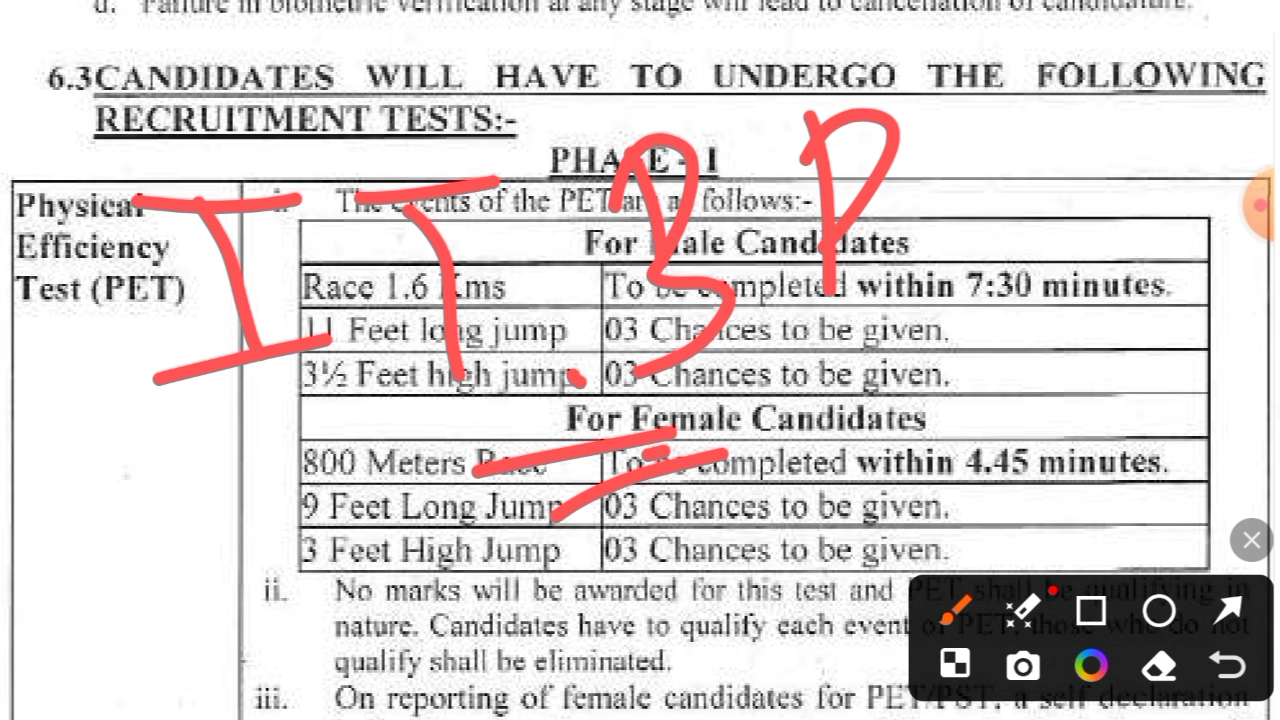 d. Failure in biometric verification at any stage will lead to cancellation of candidature.
6.3 CANDIDATES WILL HAVE TO UNDERGO THE FOLLOWING
RECRUITMENT TESTS:-
PHASE - I
ITBP
Physical
Efficiency
Test (PET)
i. The events of the PET are as follows:-
For Male Candidates
Race 1.6 Kms To be completed within 7:30 minutes.
11 Feet long jump 03 Chances to be given.
3½ Feet high jump. 03 Chances to be given.
For Female Candidates
800 Meters Race To be completed within 4.45 minutes.
9 Feet Long Jump 03 Chances to be given.
3 Feet High Jump 03 Chances to be given.
ii. No marks will be awarded for this test and PET shall be qualifying in
nature. Candidates have to qualify each event of PET, those who do not
qualify shall be eliminated.
iii. On reporting of female candidates for PET/PST, a self declaration